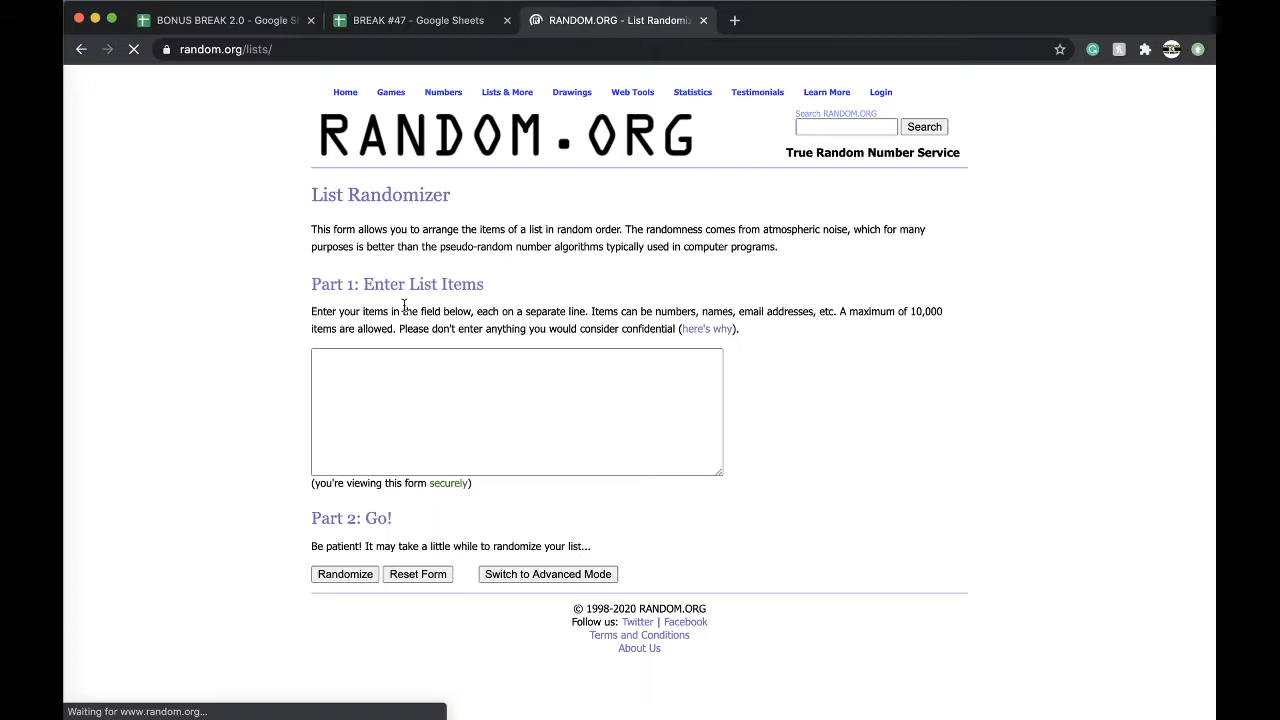 BONUS BREAK 2.0 - Google Sh
BREAK #47 - Google Sheets
RANDOM.ORG - List Randomiz
random.org/lists/
Home Games Numbers Lists & More Drawings Web Tools Statistics Testimonials Learn More Login
RANDOM.ORG
Search RANDOM.ORG
Search
True Random Number Service
List Randomizer
This form allows you to arrange the items of a list in random order. The randomness comes from atmospheric noise, which for many
purposes is better than the pseudo-random number algorithms typically used in computer programs.
Part 1: Enter List Items
Enter your items in the field below, each on a separate line. Items can be numbers, names, email addresses, etc. A maximum of 10,000
items are allowed. Please don't enter anything you would consider confidential (here's why).
(you're viewing this form securely)
Part 2: Go!
Be patient! It may take a little while to randomize your list...
Randomize Reset Form Switch to Advanced Mode
© 1998-2020 RANDOM.ORG
Follow us: Twitter | Facebook
Terms and Conditions
About Us
Waiting for www.random.org...